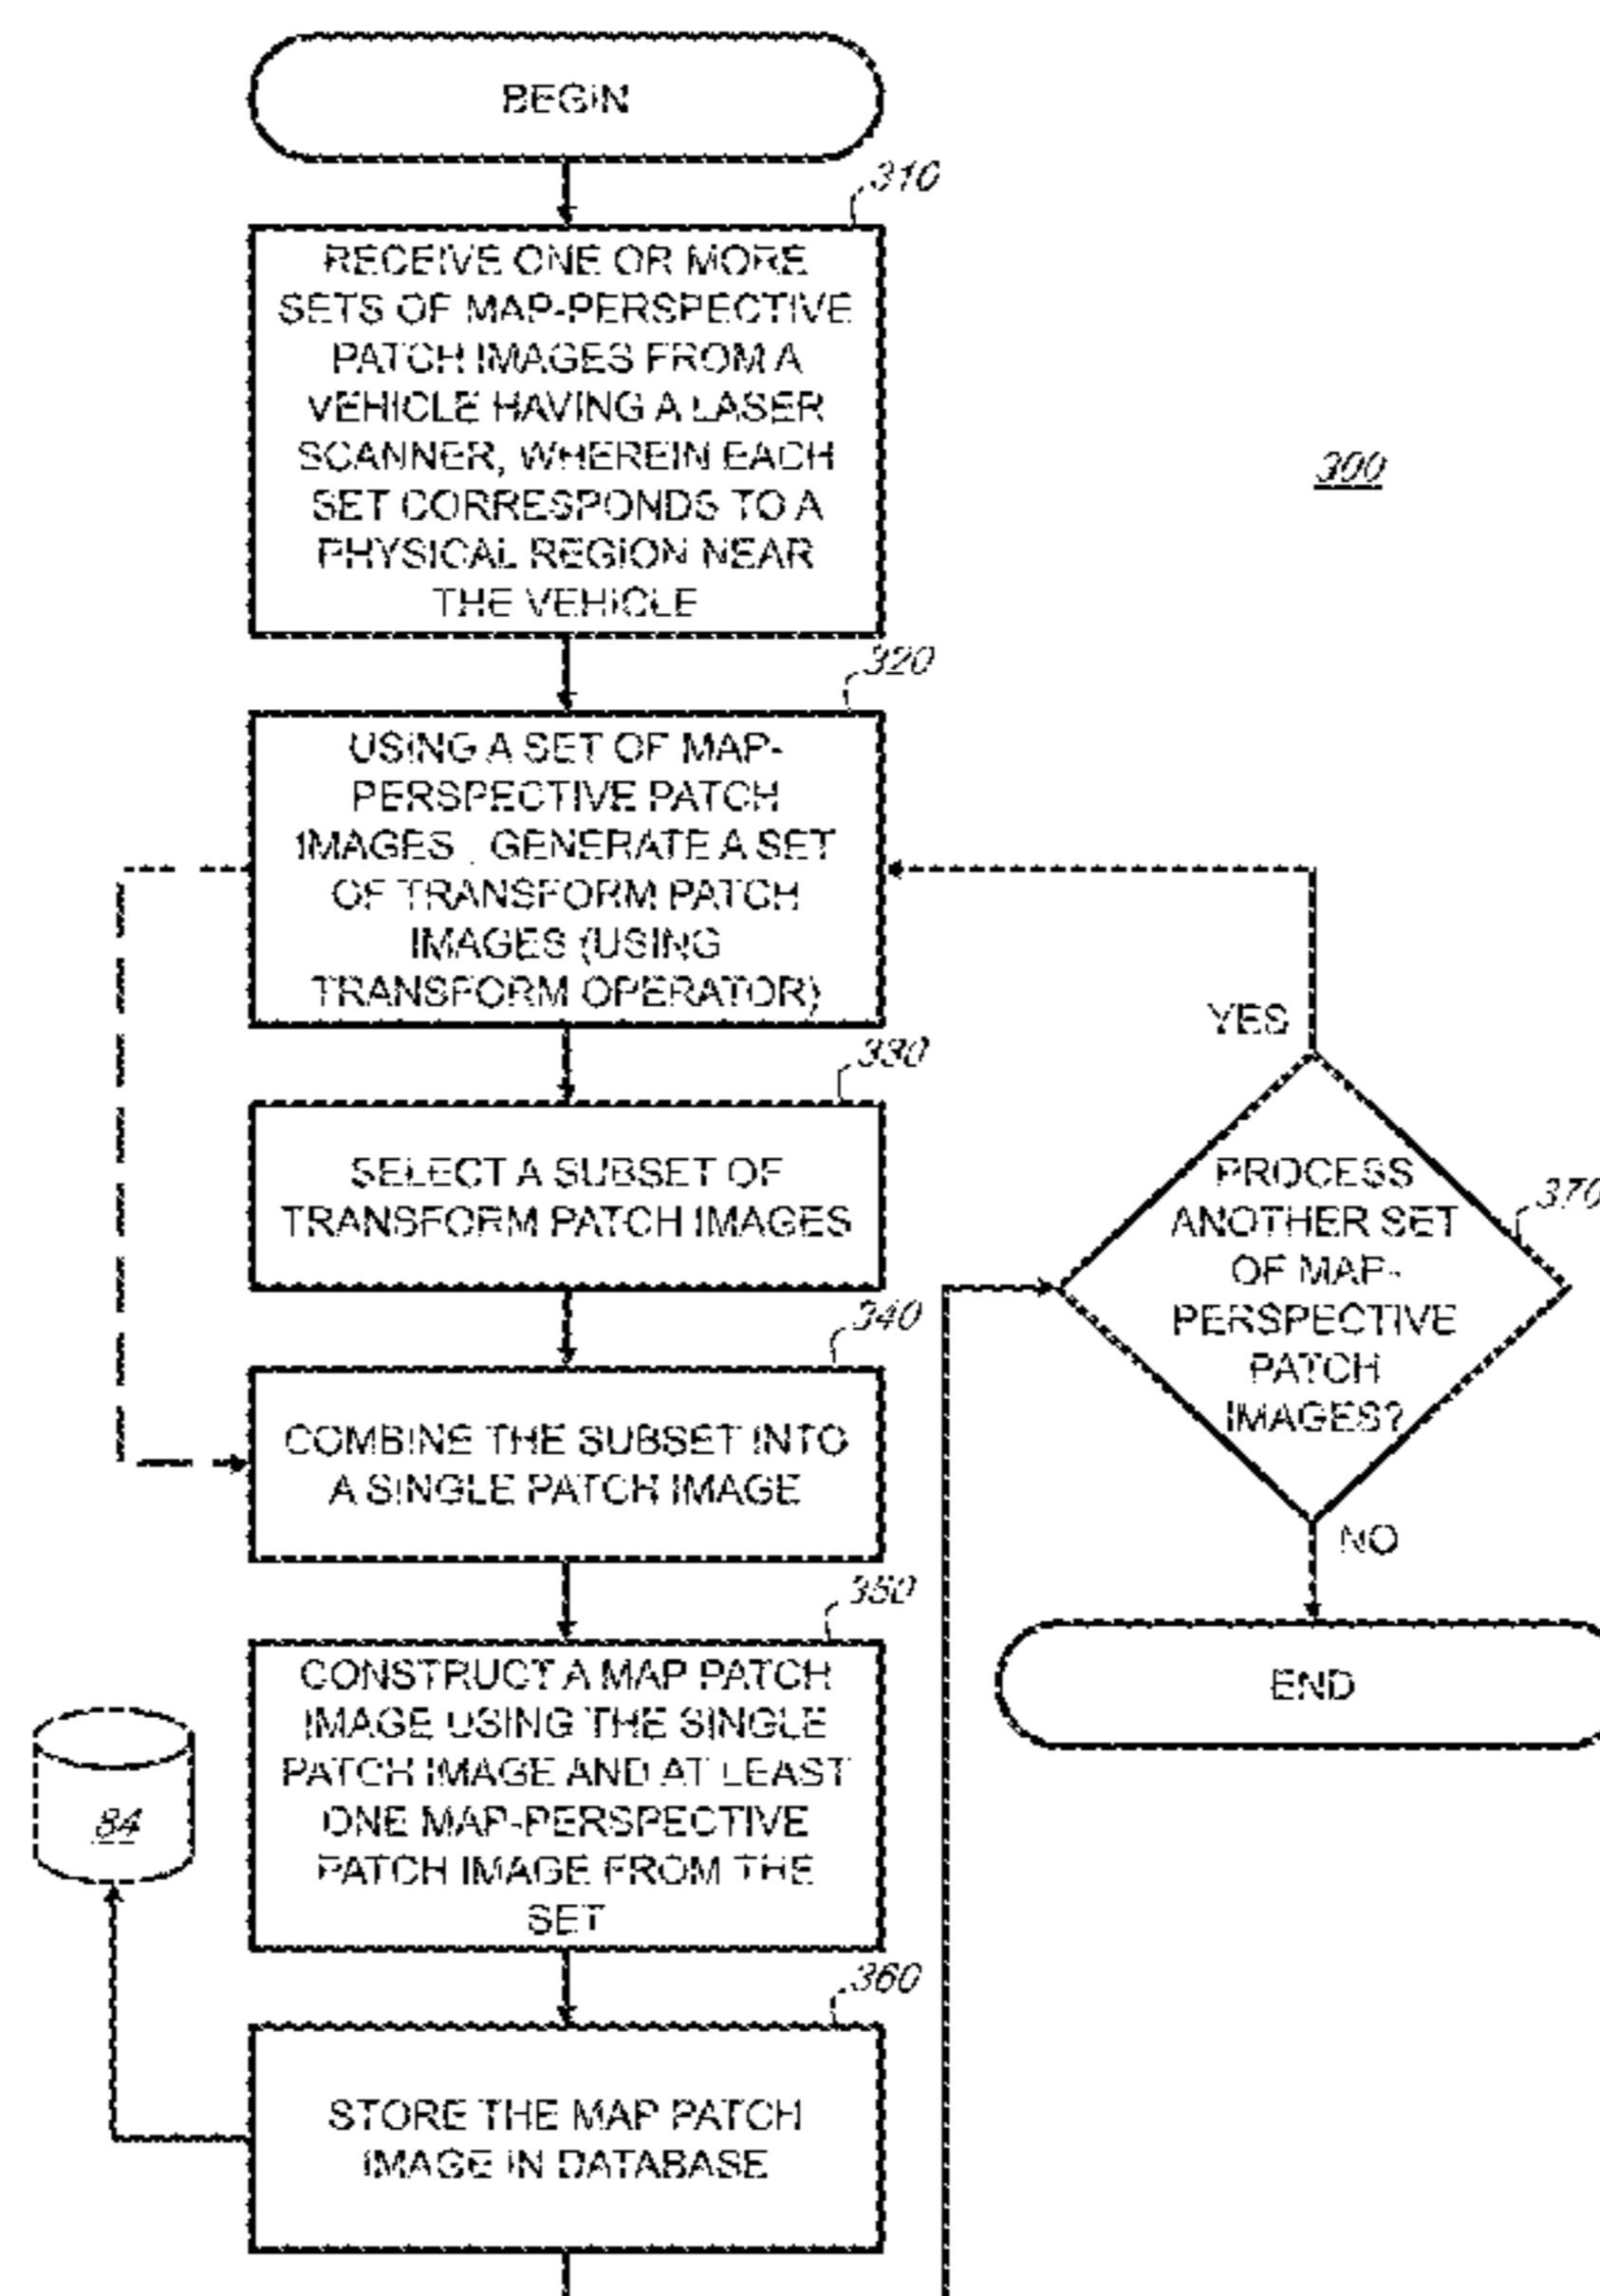 BEGIN
310
RECEIVE ONE OR MORE
SETS OF MAP-PERSPECTIVE
PATCH IMAGES FROM A
VEHICLE HAVING A LASER
SCANNER, WHEREIN EACH
SET CORRESPONDS TO A
PHYSICAL REGION NEAR
THE VEHICLE
300
320
USING A SET OF MAP-
PERSPECTIVE PATCH
IMAGES , GENERATE A SET
OF TRANSFORM PATCH
IMAGES (USING
TRANSFORM OPERATOR)
330
SELECT A SUBSET OF
TRANSFORM PATCH IMAGES
340
COMBINE THE SUBSET INTO
A SINGLE PATCH IMAGE
350
CONSTRUCT A MAP PATCH
IMAGE USING THE SINGLE
PATCH IMAGE AND AT LEAST
ONE MAP-PERSPECTIVE
PATCH IMAGE FROM THE
SET
84
360
STORE THE MAP PATCH
IMAGE IN DATABASE
YES
370
PROCESS
ANOTHER SET
OF MAP-
PERSPECTIVE
PATCH
IMAGES?
NO
END